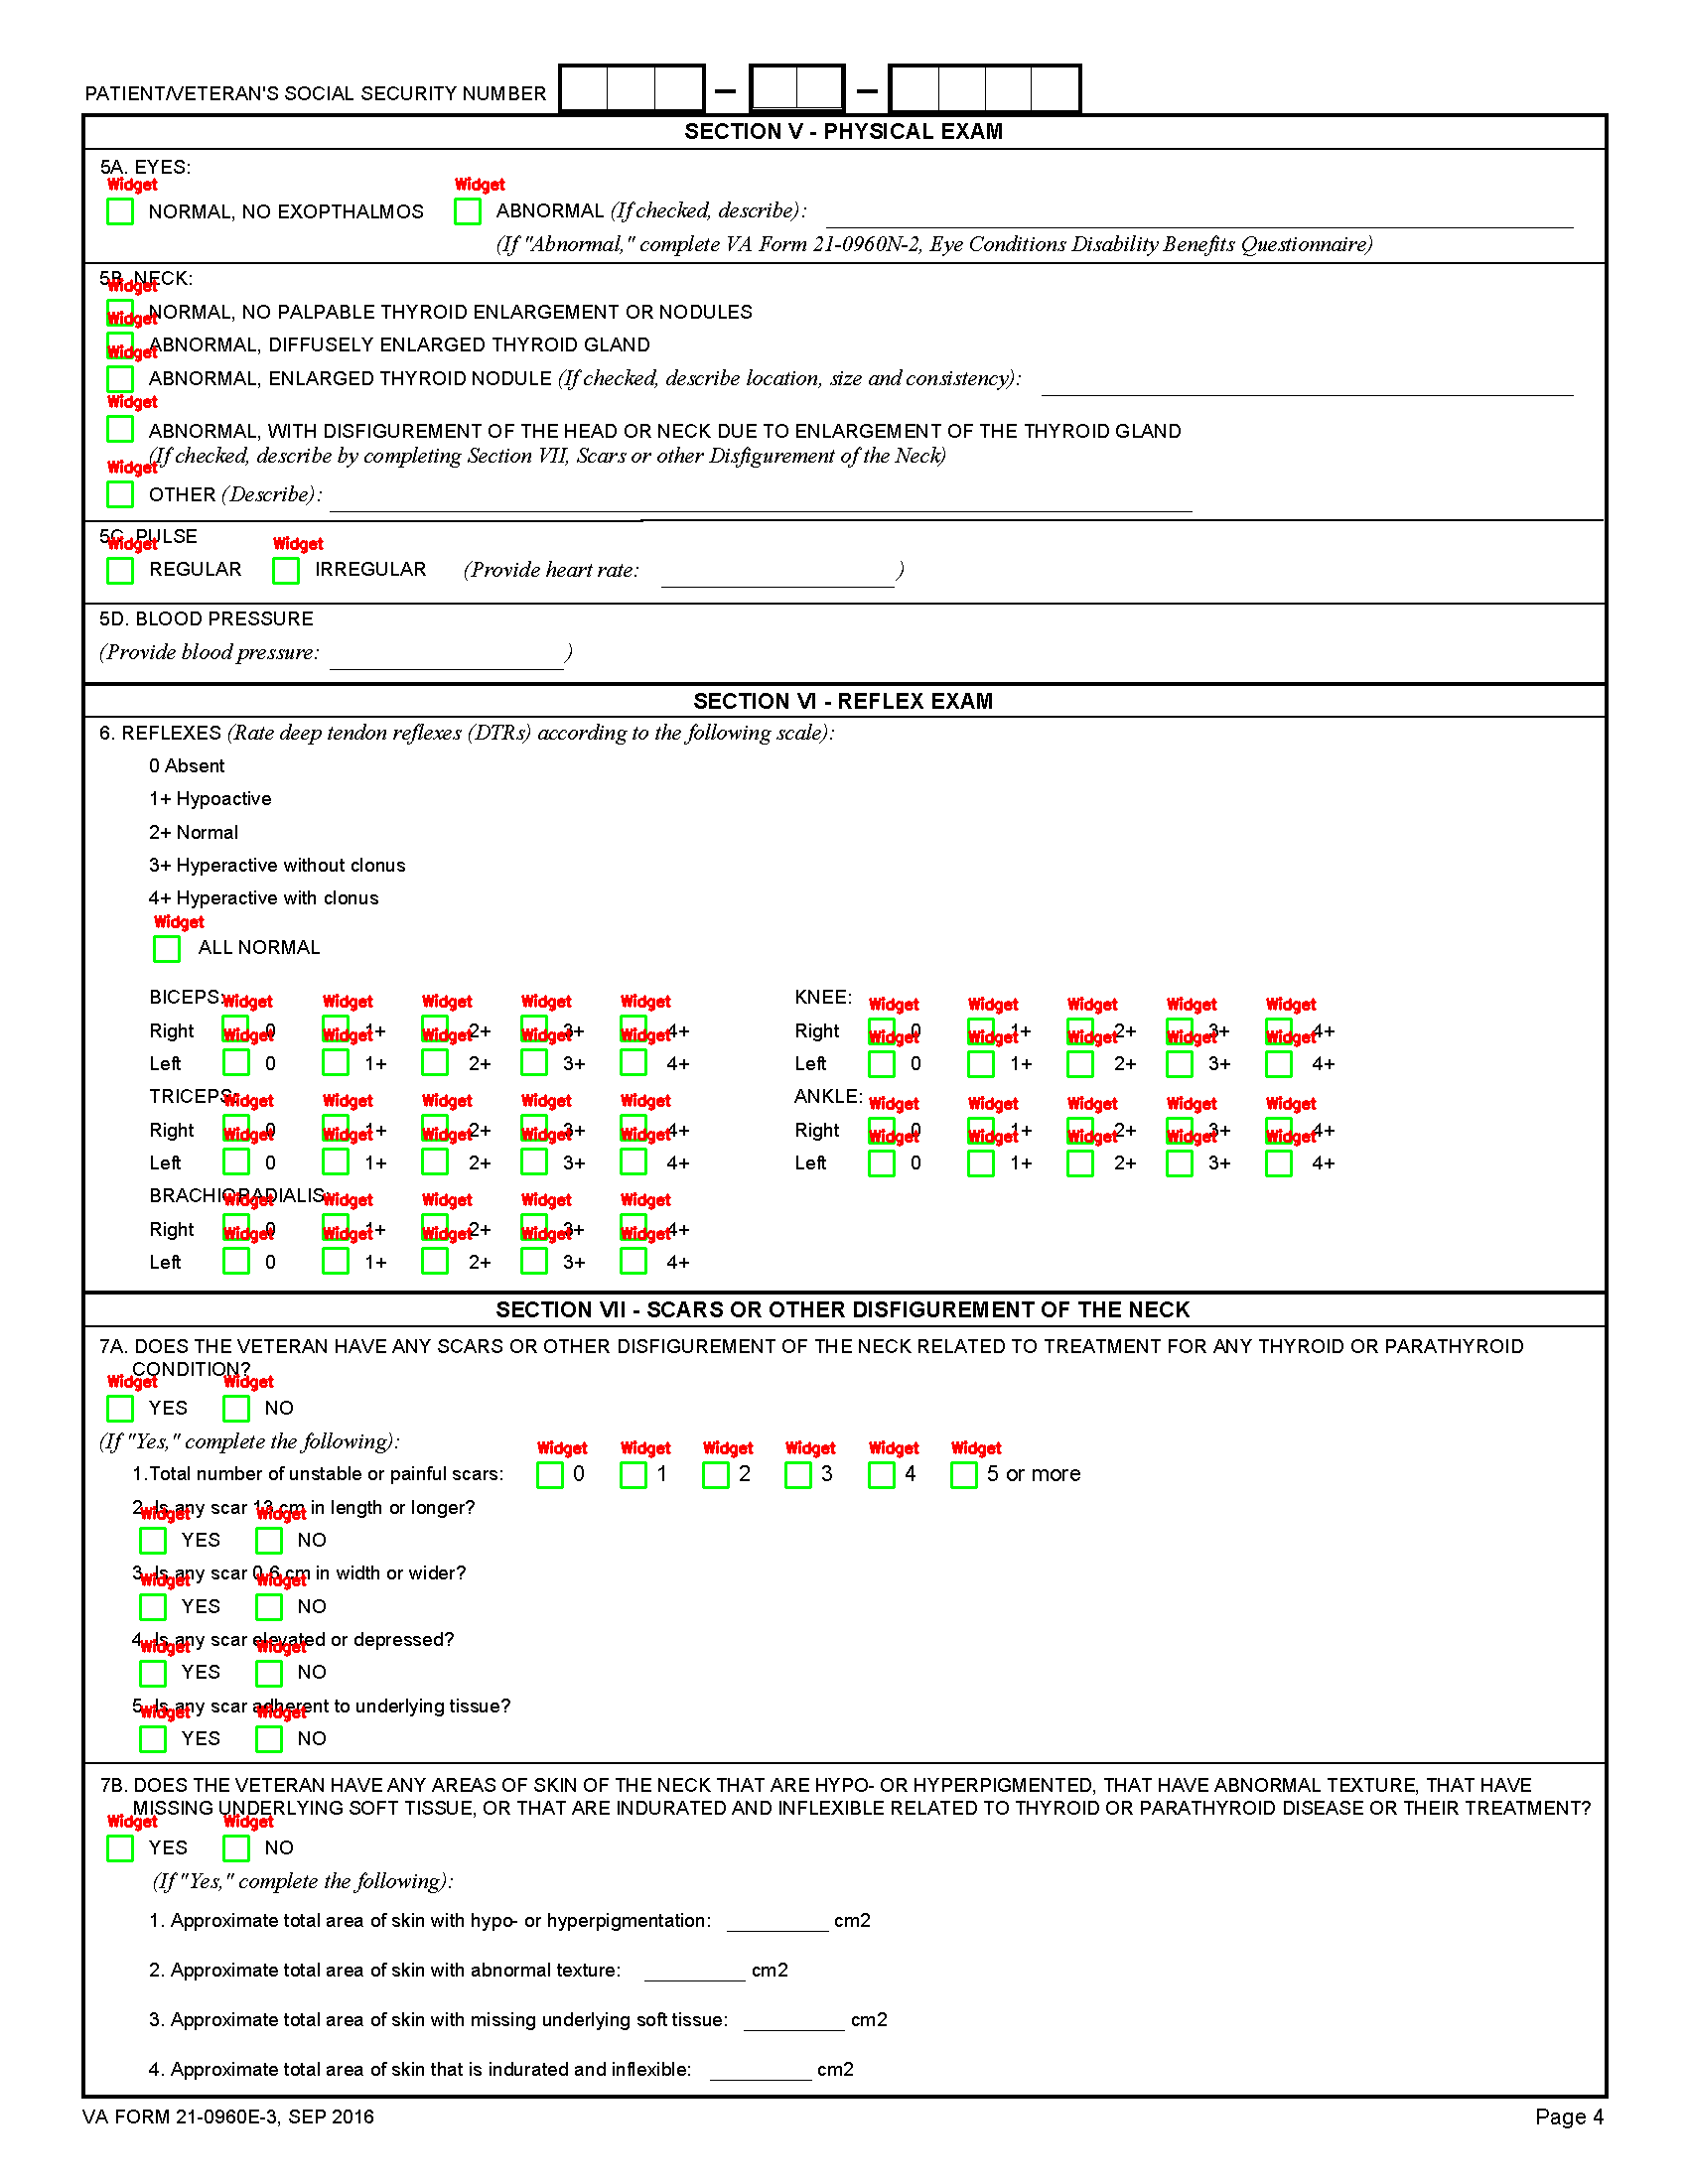 PATIENT/VETERAN'S SOCIAL SECURITY NUMBER – –
SECTION V - PHYSICAL EXAM
5A. EYES:
Widget Widget
NORMAL, NO EXOPTHALMOS ABNORMAL (If checked, describe):
(If "Abnormal," complete VA Form 21-0960N-2, Eye Conditions Disability Benefits Questionnaire)
5B. NECK:
Widget
NORMAL, NO PALPABLE THYROID ENLARGEMENT OR NODULES
Widget
ABNORMAL, DIFFUSELY ENLARGED THYROID GLAND
Widget
ABNORMAL, ENLARGED THYROID NODULE (If checked, describe location, size and consistency):
Widget
ABNORMAL, WITH DISFIGUREMENT OF THE HEAD OR NECK DUE TO ENLARGEMENT OF THE THYROID GLAND
(If checked, describe by completing Section VII, Scars or other Disfigurement of the Neck)
Widget
OTHER (Describe):
5C. PULSE
Widget Widget
REGULAR IRREGULAR (Provide heart rate: )
5D. BLOOD PRESSURE
(Provide blood pressure: )
SECTION VI - REFLEX EXAM
6. REFLEXES (Rate deep tendon reflexes (DTRs) according to the following scale):
0 Absent
1+ Hypoactive
2+ Normal
3+ Hyperactive without clonus
4+ Hyperactive with clonus
Widget
ALL NORMAL
BICEPS: Widget Widget Widget Widget Widget KNEE: Widget Widget Widget Widget Widget
Right 0 1+ 2+ 3+ 4+ Right 0 1+ 2+ 3+ 4+
Widget Widget Widget Widget Widget Widget Widget Widget Widget Widget
Left 0 1+ 2+ 3+ 4+ Left 0 1+ 2+ 3+ 4+
TRICEPS: Widget Widget Widget Widget Widget ANKLE: Widget Widget Widget Widget Widget
Right 0 1+ 2+ 3+ 4+ Right 0 1+ 2+ 3+ 4+
Widget Widget Widget Widget Widget Widget Widget Widget Widget Widget
Left 0 1+ 2+ 3+ 4+ Left 0 1+ 2+ 3+ 4+
BRACHIORADIALIS: Widget Widget Widget Widget Widget
Right 0 1+ 2+ 3+ 4+
Widget Widget Widget Widget Widget
Left 0 1+ 2+ 3+ 4+
SECTION VII - SCARS OR OTHER DISFIGUREMENT OF THE NECK
7A. DOES THE VETERAN HAVE ANY SCARS OR OTHER DISFIGUREMENT OF THE NECK RELATED TO TREATMENT FOR ANY THYROID OR PARATHYROID
CONDITION?
Widget Widget
YES NO
(If "Yes," complete the following):
Widget Widget Widget Widget Widget Widget
1.Total number of unstable or painful scars: 0 1 2 3 4 5 or more
2. Is any scar 13 cm in length or longer?
Widget Widget
YES NO
3. Is any scar 0.6 cm in width or wider?
Widget Widget
YES NO
4. Is any scar elevated or depressed?
Widget Widget
YES NO
5. Is any scar adherent to underlying tissue?
Widget Widget
YES NO
7B. DOES THE VETERAN HAVE ANY AREAS OF SKIN OF THE NECK THAT ARE HYPO- OR HYPERPIGMENTED, THAT HAVE ABNORMAL TEXTURE, THAT HAVE
MISSING UNDERLYING SOFT TISSUE, OR THAT ARE INDURATED AND INFLEXIBLE RELATED TO THYROID OR PARATHYROID DISEASE OR THEIR TREATMENT?
Widget Widget
YES NO
(If "Yes," complete the following):
1. Approximate total area of skin with hypo- or hyperpigmentation: cm2
2. Approximate total area of skin with abnormal texture: cm2
3. Approximate total area of skin with missing underlying soft tissue: cm2
4. Approximate total area of skin that is indurated and inflexible: cm2
VA FORM 21-0960E-3, SEP 2016 Page 4